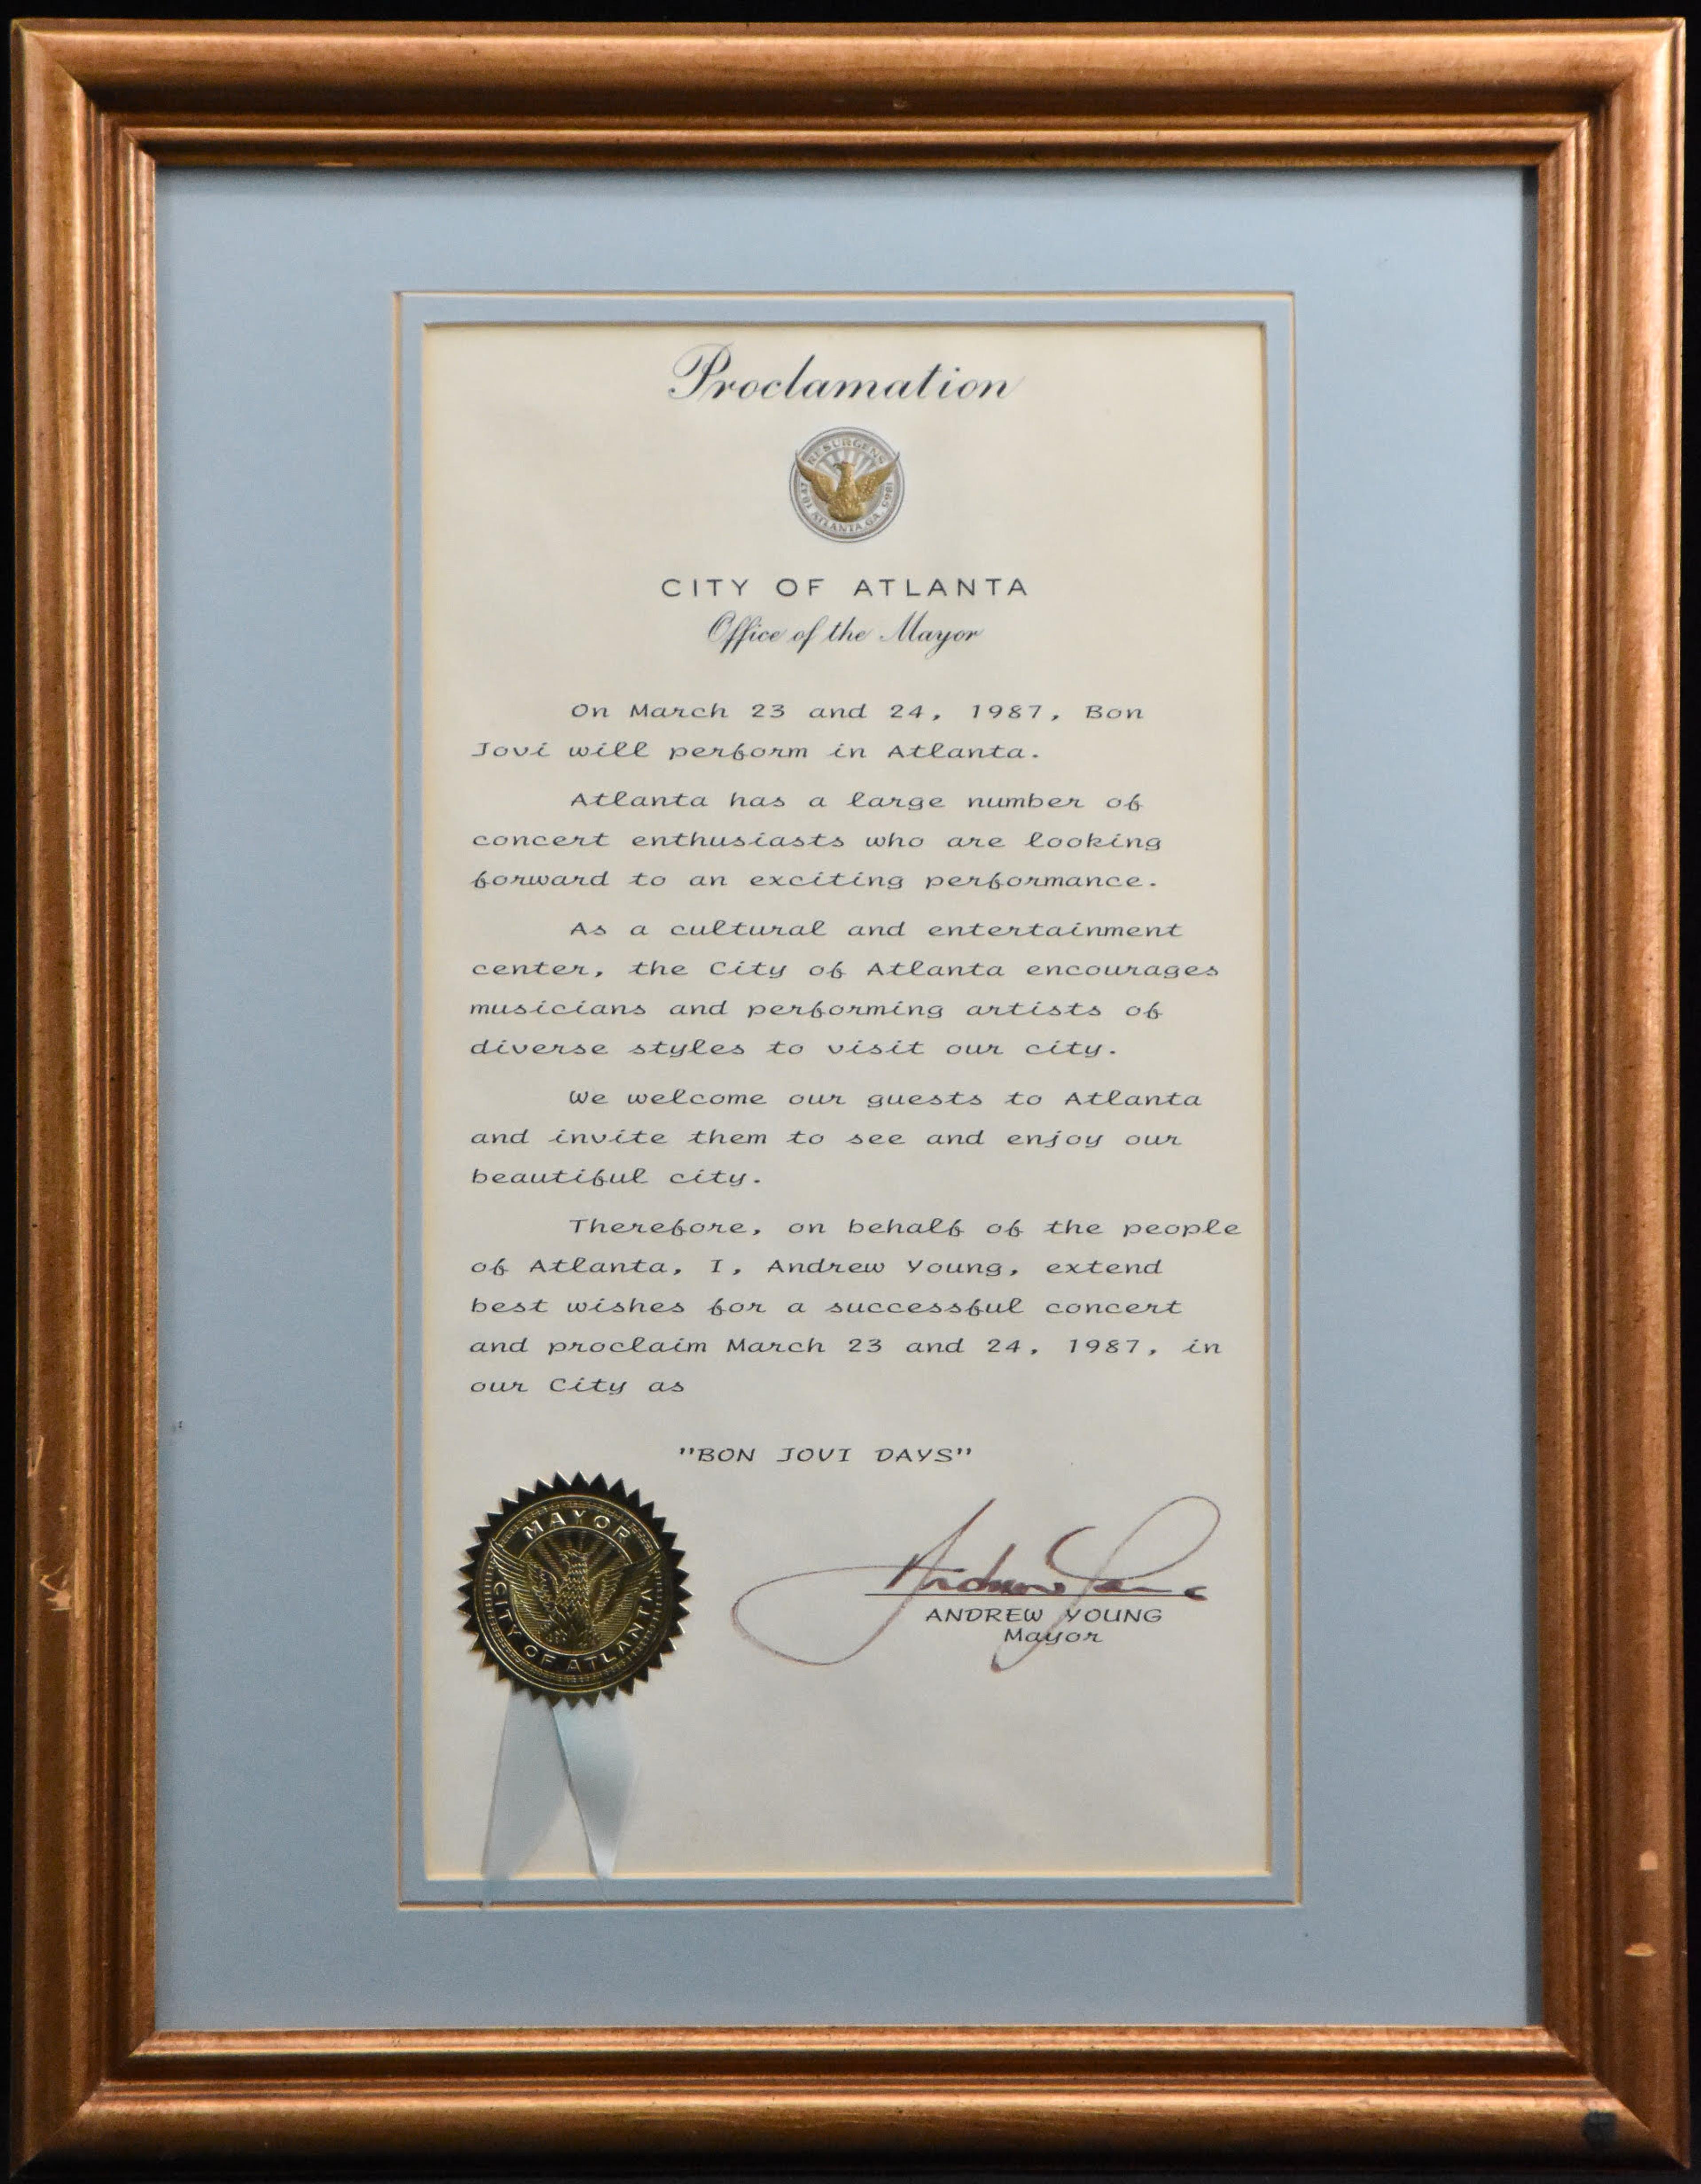 Proclamation
RESURGENS
1847 ATLANTA, GA. 1865
CITY OF ATLANTA
Office of the Mayor
On March 23 and 24, 1987, Bon
Jovi will perform in Atlanta.
Atlanta has a large number of
concert enthusiasts who are looking
forward to an exciting performance.
As a cultural and entertainment
center, the City of Atlanta encourages
musicians and performing artists of
diverse styles to visit our city.
We welcome our guests to Atlanta
and invite them to see and enjoy our
beautiful city.
Therefore, on behalf of the people
of Atlanta, I, Andrew Young, extend
best wishes for a successful concert
and proclaim March 23 and 24, 1987, in
our City as
"BON JOVI DAYS"
MAYOR
CITY OF ATLANTA
Andrew Young
ANDREW YOUNG
Mayor